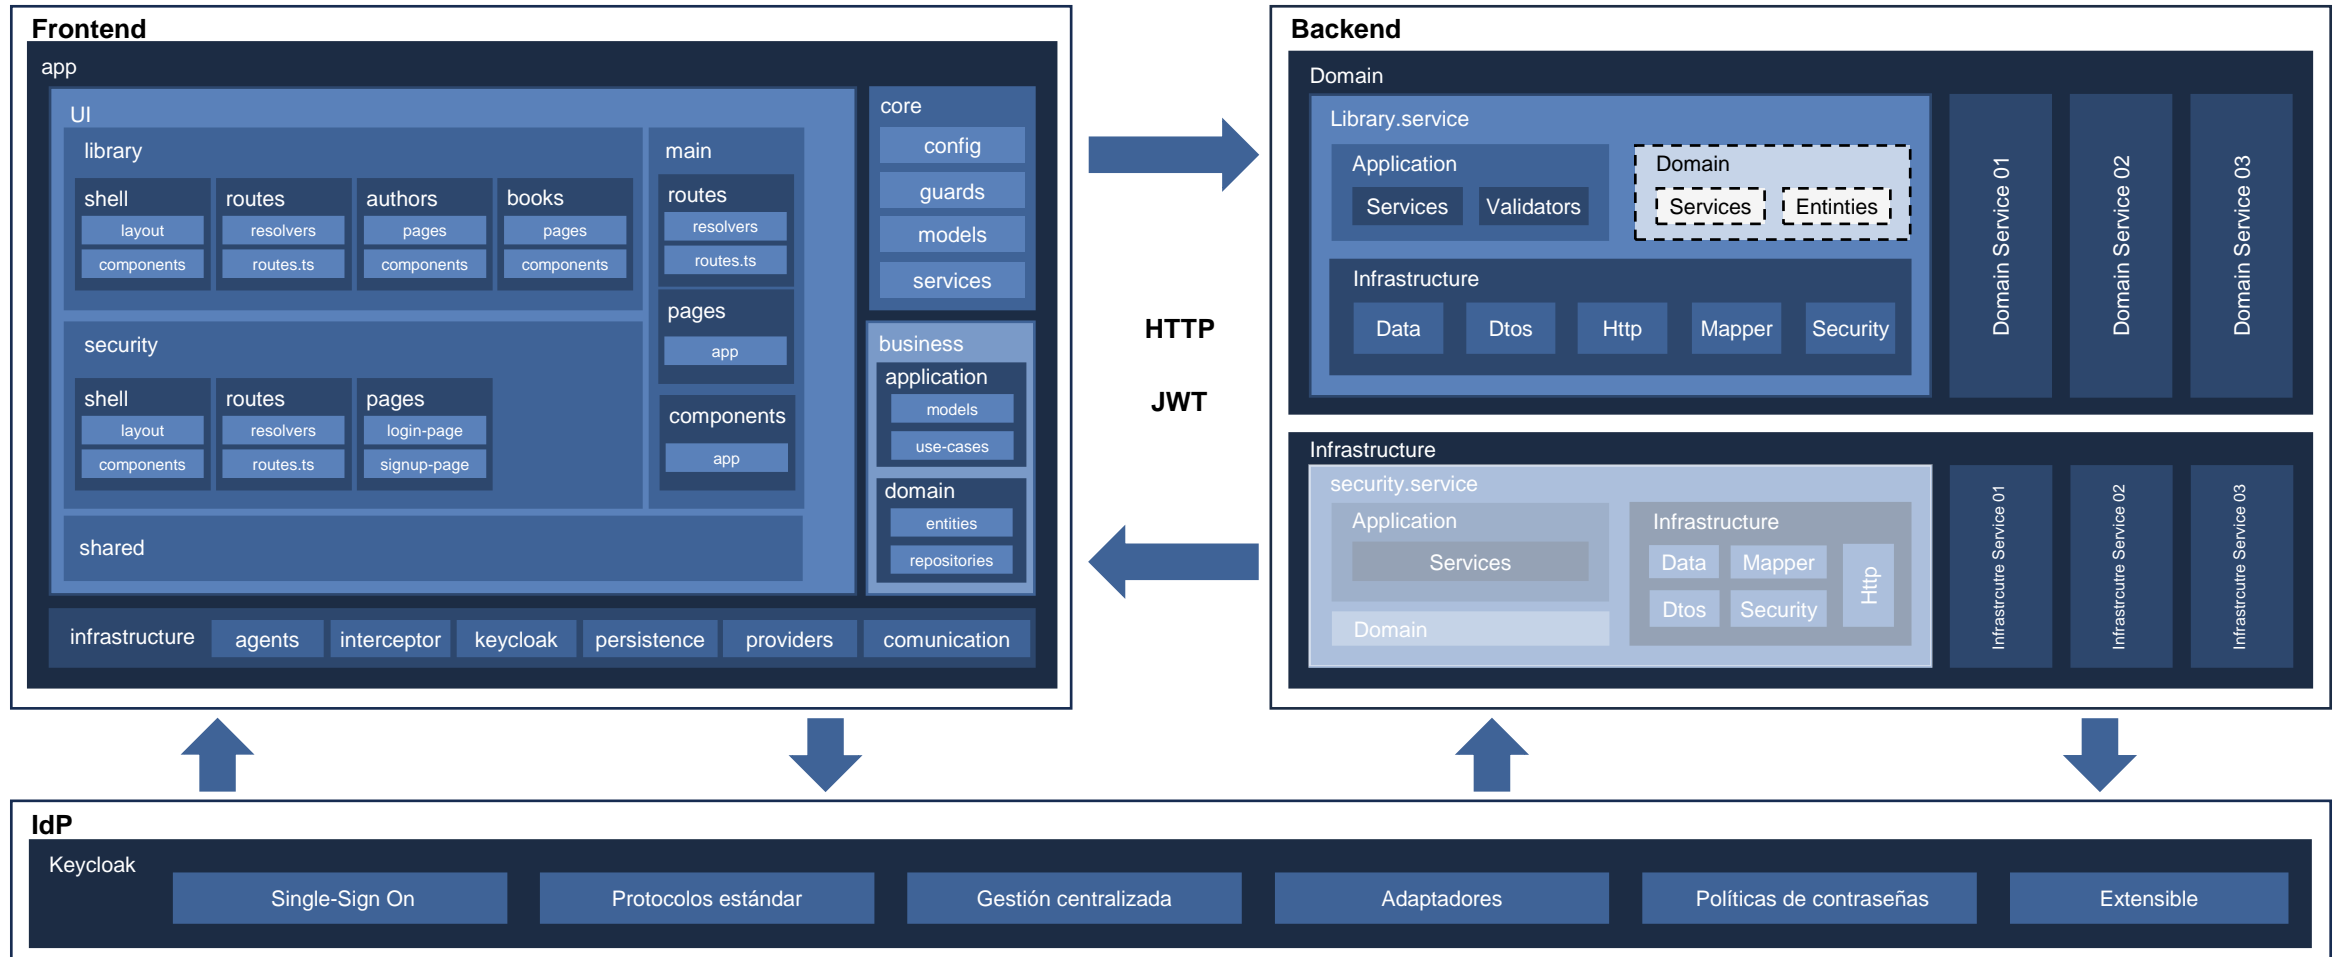 Frontend
app
UI
library
shell
layout
components
routes
resolvers
routes.ts
authors
pages
components
books
pages
components
main
routes
resolvers
routes.ts
pages
app
components
app
security
shell
layout
components
routes
resolvers
routes.ts
pages
login-page
signup-page
shared
core
config
guards
models
services
business
application
models
use-cases
domain
entities
repositories
infrastructure
agents
interceptor
keycloak
persistence
providers
comunication
HTTP
JWT
Backend
Domain
Library.service
Application
Services
Validators
Domain
Services
Entinties
Infrastructure
Data
Dtos
Http
Mapper
Security
Domain Service 01
Domain Service 02
Domain Service 03
Infrastructure
security.service
Application
Services
Domain
Infrastructure
Data
Mapper
Dtos
Security
Http
Infrastrcutre Service 01
Infrastrcutre Service 02
Infrastrcutre Service 03
IdP
Keycloak
Single-Sign On
Protocolos estándar
Gestión centralizada
Adaptadores
Políticas de contraseñas
Extensible